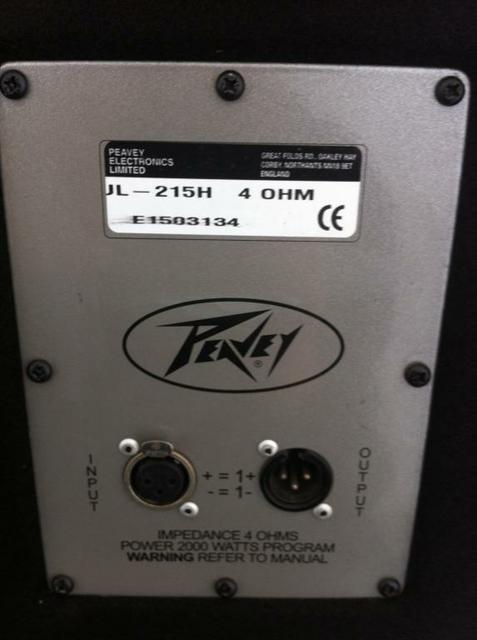 PEAVEY
ELECTRONICS
LIMITED
GREAT FOLDS RD., OAKLEY HAY
CORBY, NORTHANTS NN18 9ET
ENGLAND
UL-215H 4 OHM
E1503134
CE
PEAVEY®
INPUT
+ = 1+
- = 1-
OUTPUT
IMPEDANCE 4 OHMS
POWER 2000 WATTS PROGRAM
WARNING REFER TO MANUAL